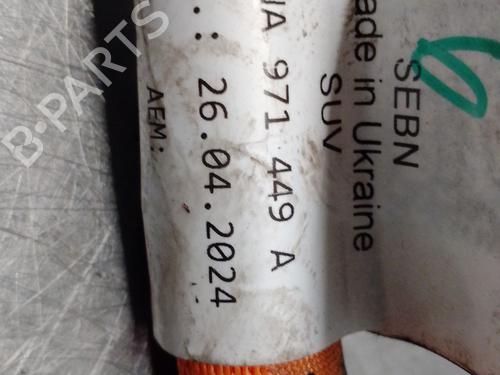 SEBN
ade in Ukraine
SUV
A 971 449 A
.: 26.04.2024
AEM:
B-PARTS